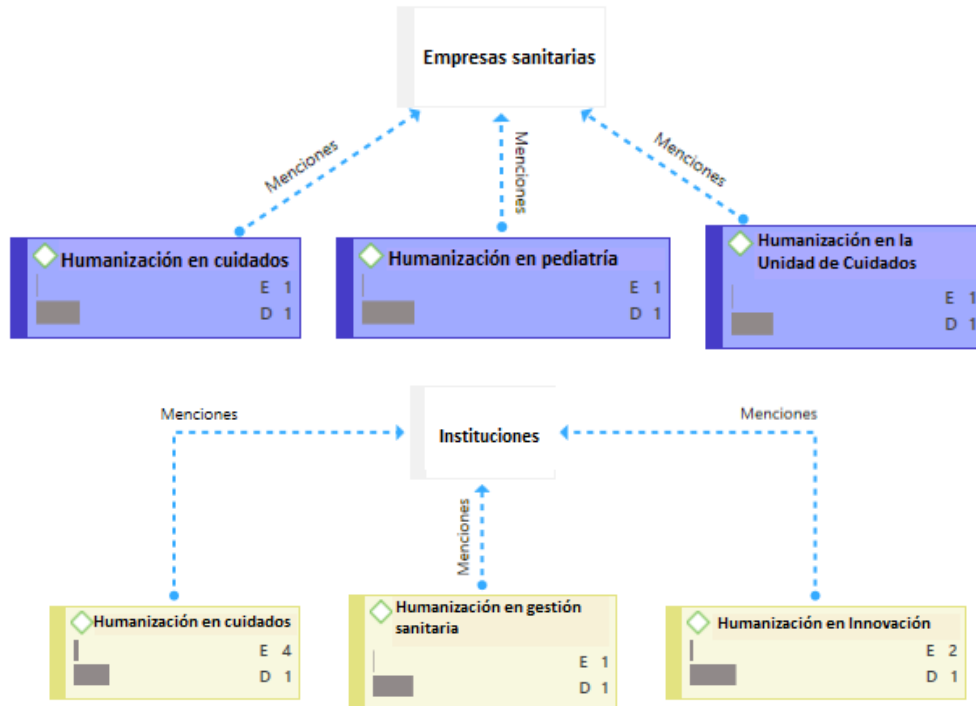 Empresas sanitarias
Menciones
Menciones
Menciones
Humanización en cuidados
E 1
D 1
Humanización en pediatría
E 1
D 1
Humanización en la
Unidad de Cuidados
E 1
D 1
Menciones
Instituciones
Menciones
Menciones
Humanización en cuidados
E 4
D 1
Humanización en gestión
sanitaria
E 1
D 1
Humanización en Innovación
E 2
D 1